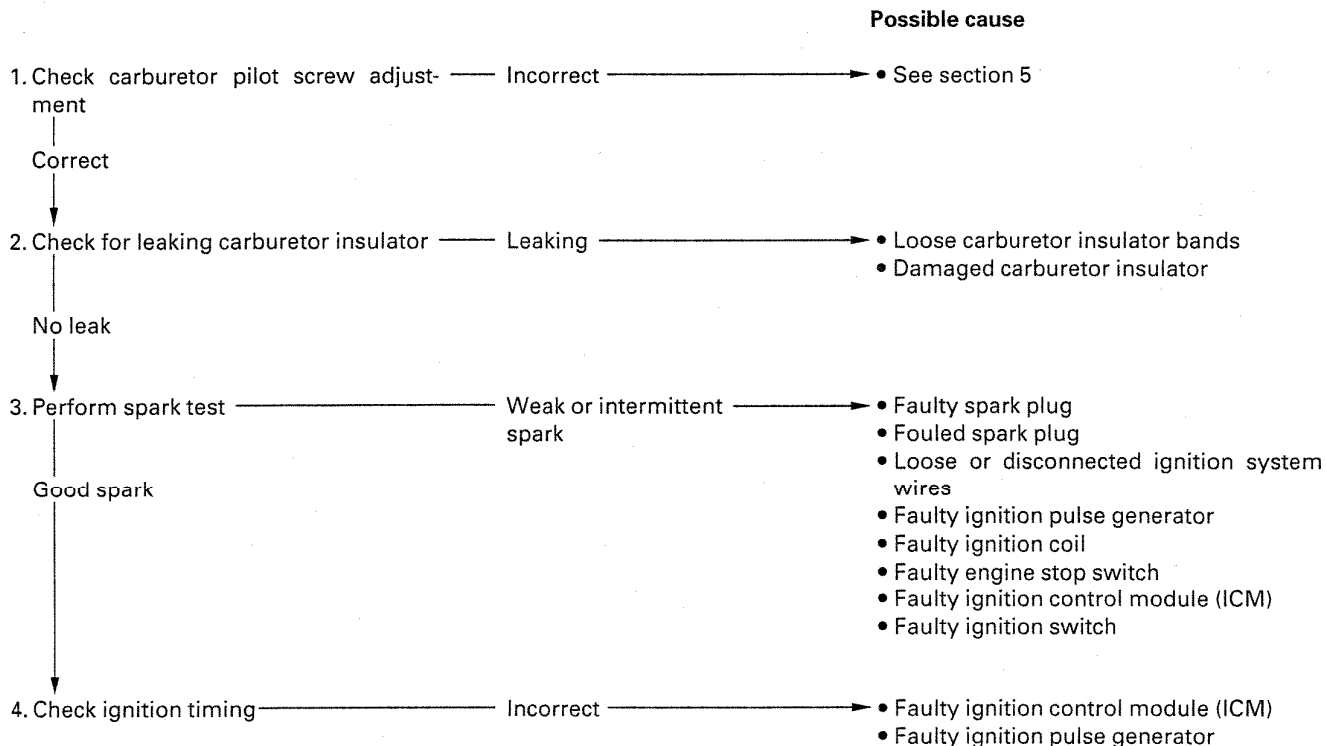 Possible cause
1. Check carburetor pilot screw adjust- Incorrect • See section 5
ment
Correct
2. Check for leaking carburetor insulator Leaking • Loose carburetor insulator bands
• Damaged carburetor insulator
No leak
3. Perform spark test Weak or intermittent • Faulty spark plug
spark • Fouled spark plug
• Loose or disconnected ignition system
Good spark wires
• Faulty ignition pulse generator
• Faulty ignition coil
• Faulty engine stop switch
• Faulty ignition control module (ICM)
• Faulty ignition switch
4. Check ignition timing Incorrect • Faulty ignition control module (ICM)
• Faulty ignition pulse generator